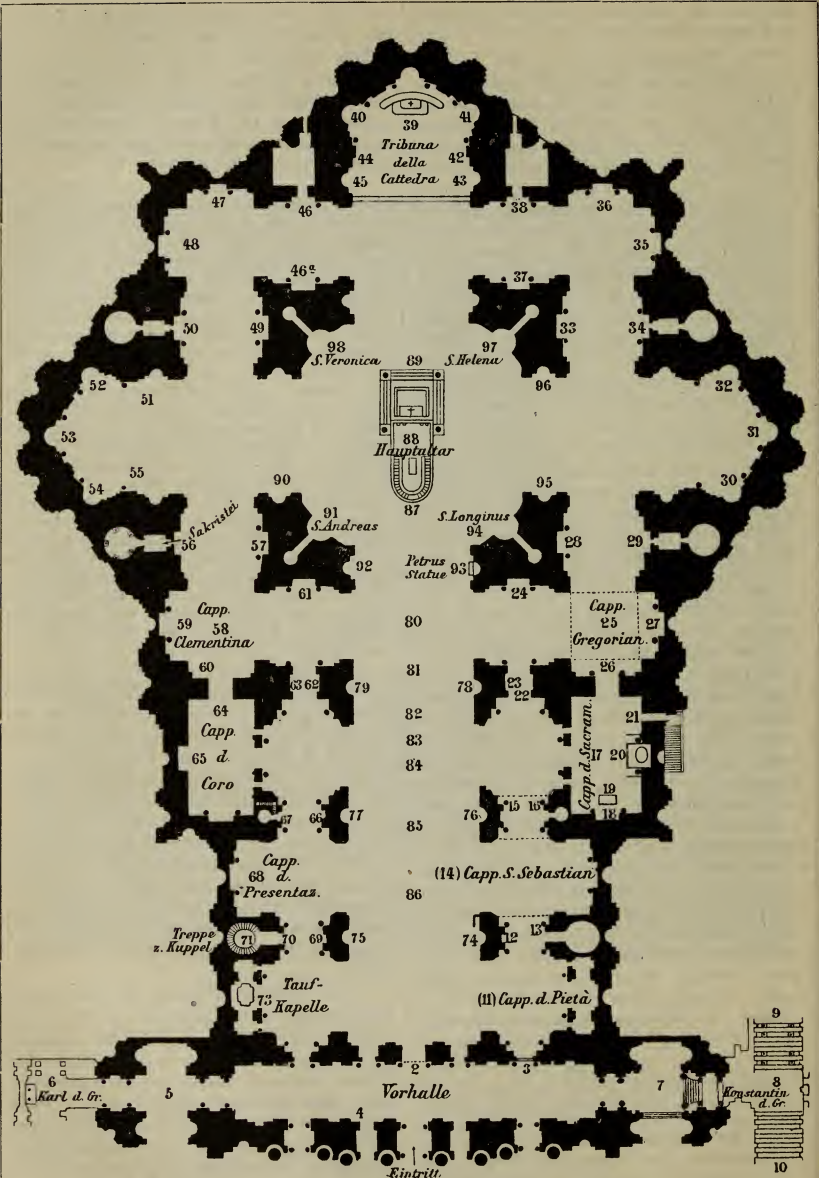 40
39
41
Tribuna
della
Cattedra
44
42
45
43
47
46
38
36
48
35
46a
37
50
49
33
34
98
97
S. Veronica
S. Helena
89
96
52
51
32
53
31
88
Hauptaltar
55
54
30
90
95
87
91
S. Andreas
S. Longinus
94
Sakristei
56
57
28
29
92
Petrus
Statue
93
61
24
Capp.
59
58
Clementina
80
Capp.
25
27
Gregorian.
60
81
26
63
62
79
78
23
22
64
82
21
Capp.
65
d.
Coro
83
84
Capp. d. Sacram.
17
20
19
18
67
66
77
85
76
15
16
Capp.
68
d.
Presentaz.
86
(14) Capp. S. Sebastian
Treppe
z. Kuppel
71
70
69
75
74
12
13
Tauf-
73
Kapelle
(11) Capp. d. Pietà
2
3
9
6
Karl d. Gr.
5
Vorhalle
7
8
Konstantin
d. Gr.
4
10
Eintritt